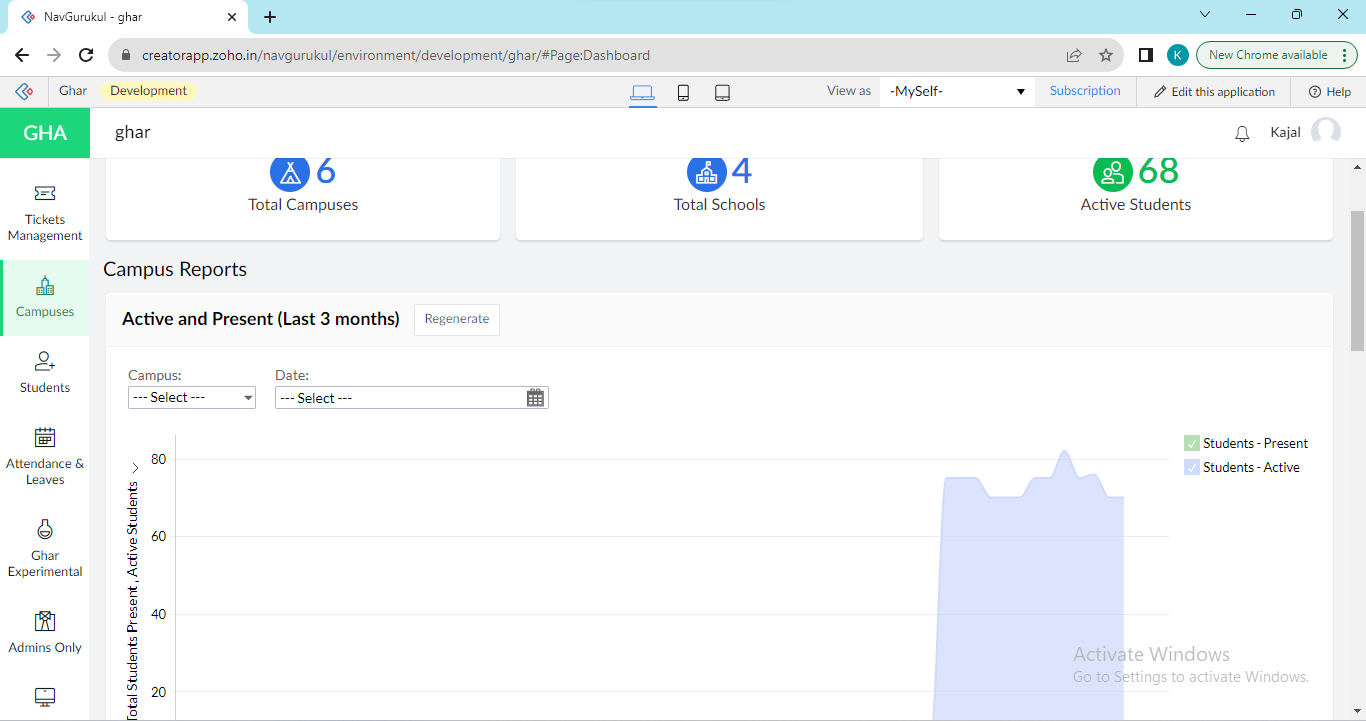 NavGurukul - ghar
creatorapp.zoho.in/navgurukul/environment/development/ghar/#Page:Dashboard
K
New Chrome available
Ghar
Development
View as
-MySelf-
Subscription
Edit this application
Help
GHA
ghar
Kajal
Tickets
Management
Campuses
Students
Attendance &
Leaves
Ghar
Experimental
Admins Only
6
Total Campuses
4
Total Schools
68
Active Students
Campus Reports
Active and Present (Last 3 months)
Regenerate
Campus:
--- Select ---
Date:
--- Select ---
Total Students Present , Active Students
80
60
40
20
Students - Present
Students - Active
Activate Windows
Go to Settings to activate Windows.